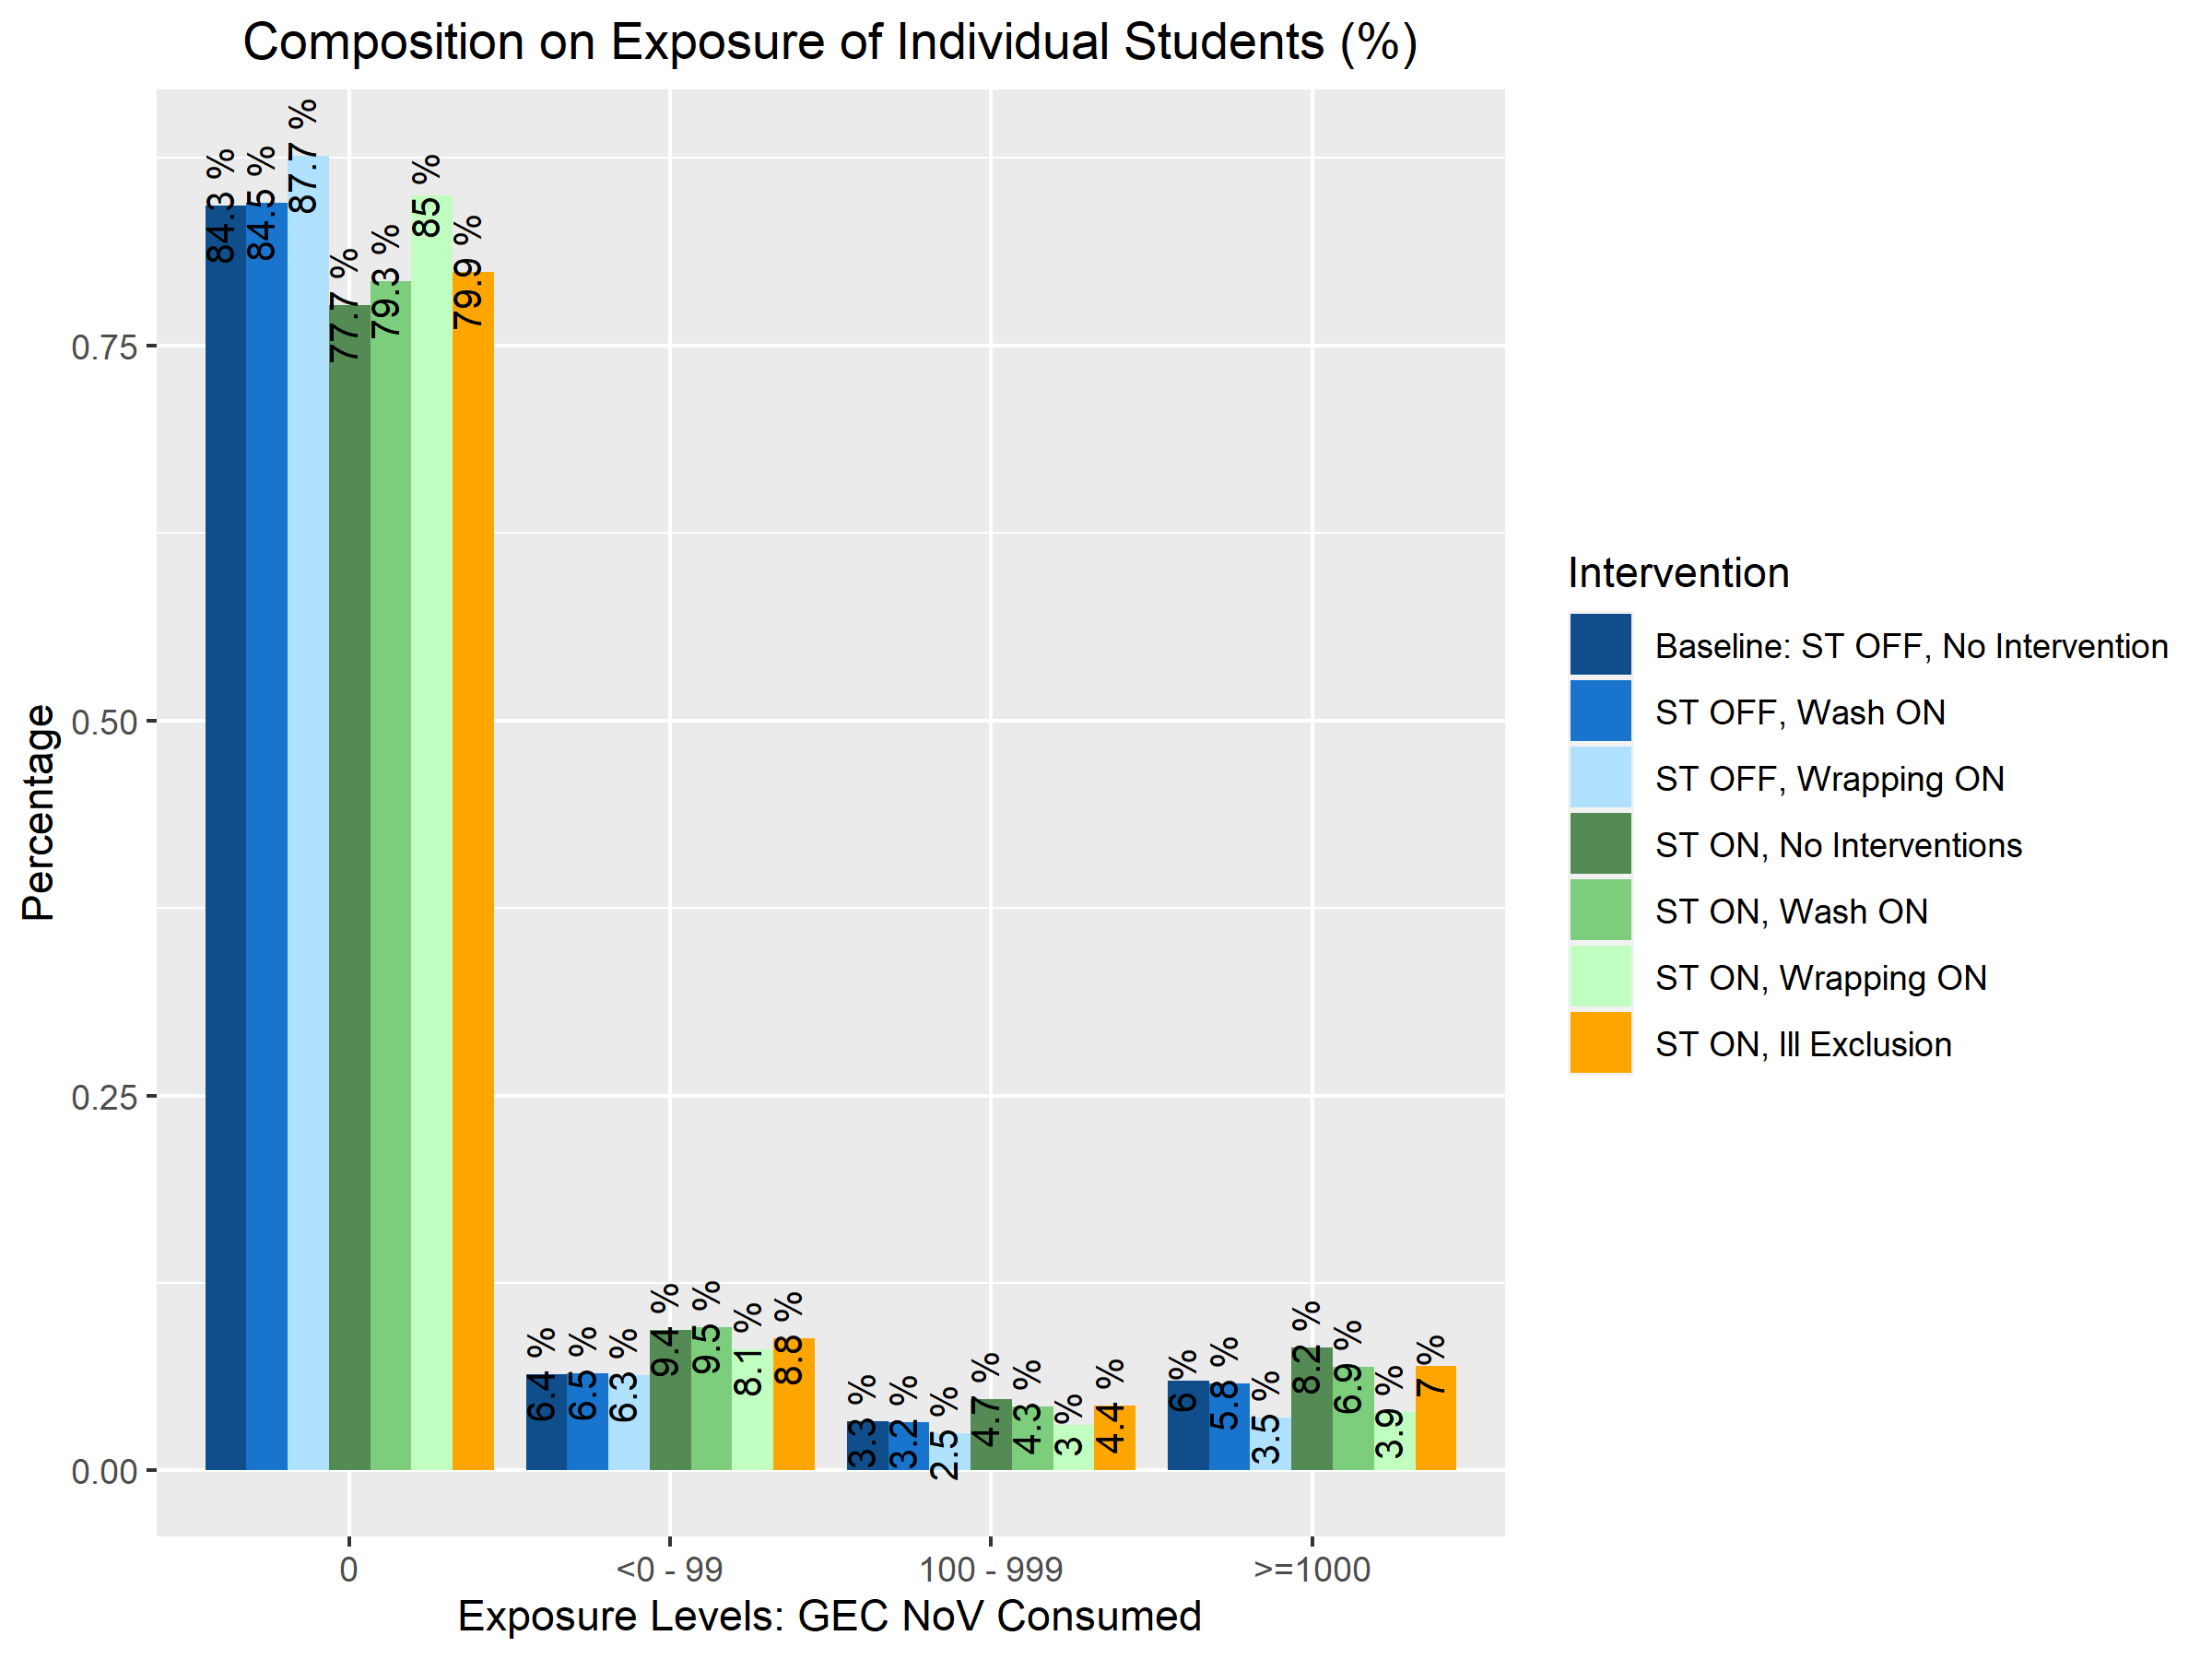 Composition on Exposure of Individual Students (%)
Percentage
0.75
0.50
0.25
0.00
84.3 %
84.5 %
87.7 %
77.7 %
79.3 %
85 %
79.9 %
6.4 %
6.5 %
6.3 %
9.4 %
9.5 %
8.1 %
8.8 %
3.3 %
3.2 %
2.5 %
4.7 %
4.3 %
3 %
4.4 %
6 %
5.8 %
3.5 %
8.2 %
6.9 %
3.9 %
7 %
0
<0 - 99
100 - 999
>=1000
Exposure Levels: GEC NoV Consumed
Intervention
Baseline: ST OFF, No Intervention
ST OFF, Wash ON
ST OFF, Wrapping ON
ST ON, No Interventions
ST ON, Wash ON
ST ON, Wrapping ON
ST ON, Ill Exclusion